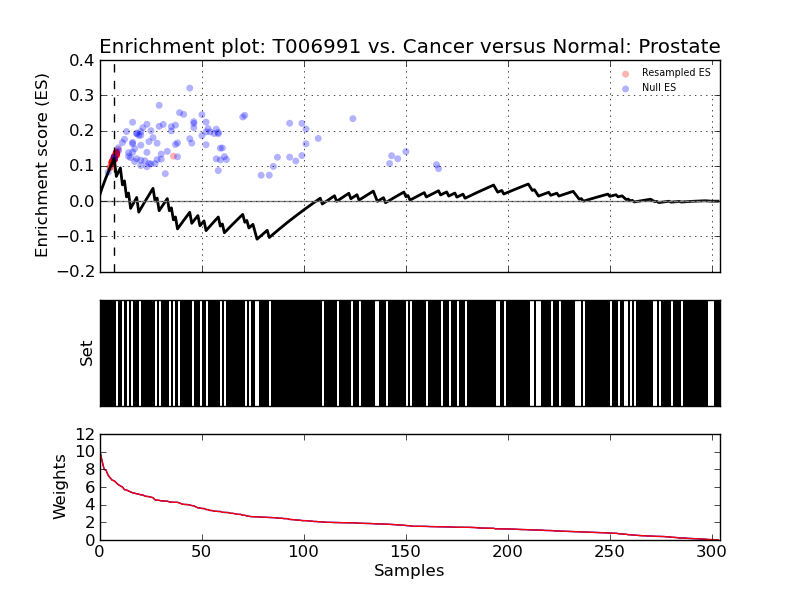 Enrichment plot: T006991 vs. Cancer versus Normal: Prostate
Enrichment score (ES)
0.4
0.3
0.2
0.1
0.0
−0.1
−0.2
Resampled ES
Null ES
Set
Weights
12
10
8
6
4
2
0
0 50 100 150 200 250 300
Samples